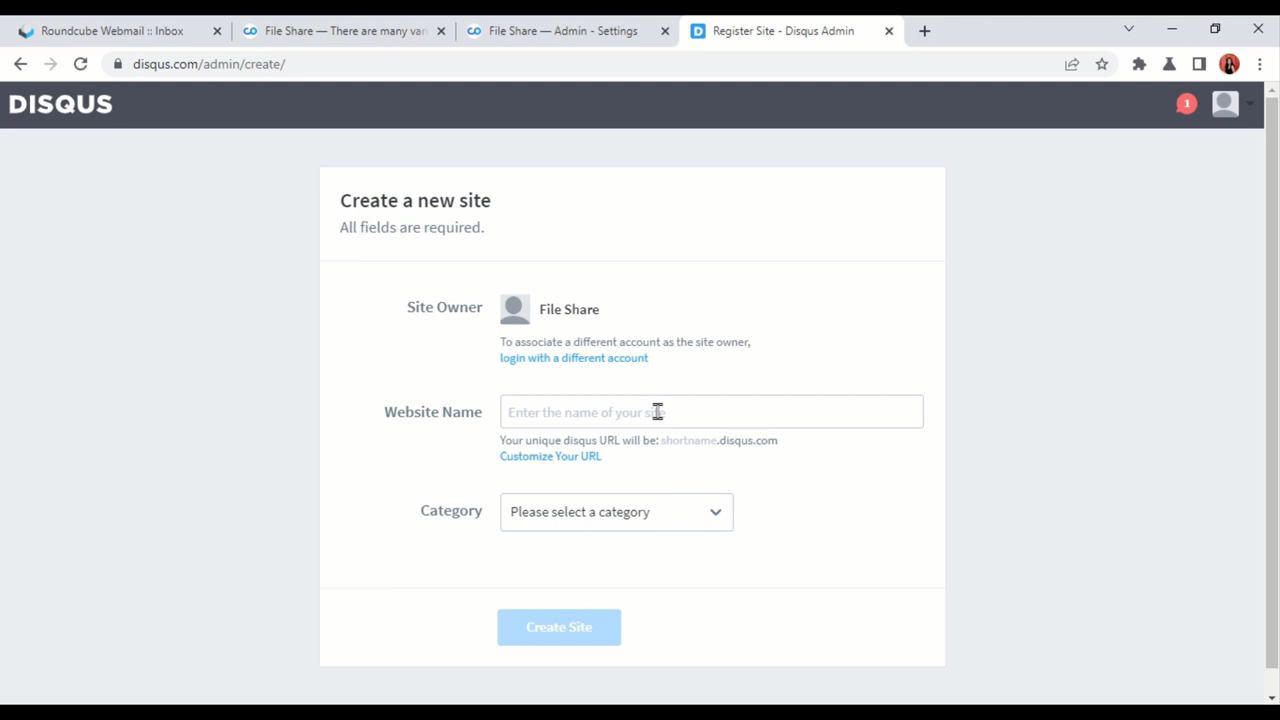 Roundcube Webmail :: Inbox
File Share — There are many vari
File Share — Admin - Settings
Register Site - Disqus Admin
disqus.com/admin/create/
DISQUS
1
Create a new site
All fields are required.
Site Owner
File Share
To associate a different account as the site owner,
login with a different account
Website Name
Enter the name of your site
Your unique disqus URL will be: shortname.disqus.com
Customize Your URL
Category
Please select a category
Create Site